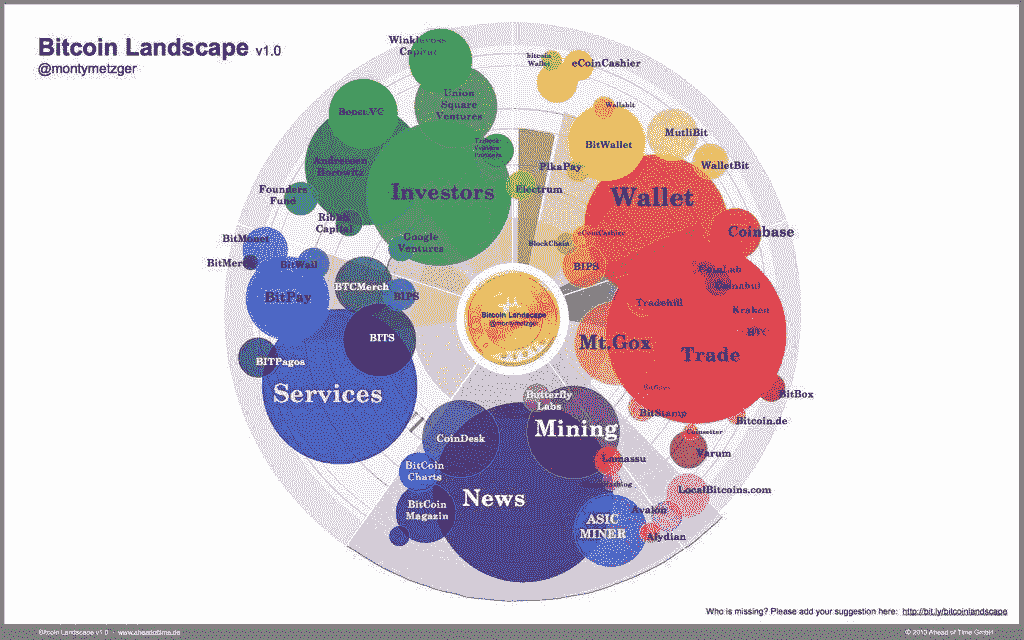 Bitcoin Landscape v1.0
@montymetzger
Winklevoss
Capital
Union
Square
Ventures
Boost VC
Andreesen
Horowitz
Investors
Founders
Fund
Ribbit
Capital
Google
Ventures
bitcoin
Wallet
eCoinCashier
Wallabit
BitWallet
MutliBit
WalletBit
PikaPay
Electrum
Wallet
Coinbase
BlockChain
eCoinCashier
BIPS
CoinLab
Coinabul
Tradehill
Kraken
BTC
Mt.Gox
Trade
BitBox
BitStamp
Bitcoin.de
Varum
LocalBitcoins.com
BitMonet
BitMerch
BitWall
BitPay
BTCMerch
BIPS
BITS
BITPagos
Services
Bitcoin Landscape
@montymetzger
Butterfly
Labs
Mining
CoinDesk
Lamassu
BitCoin
Charts
News
BitCoin
Magazin
ASIC
MINER
Avalon
Alydian
Who is missing? Please add your suggestion here: http://bit.ly/bitcoinlandscape
Bitcoin Landscape v1.0 - www.aheadoftime.de
© 2013 Ahead of Time GmbH